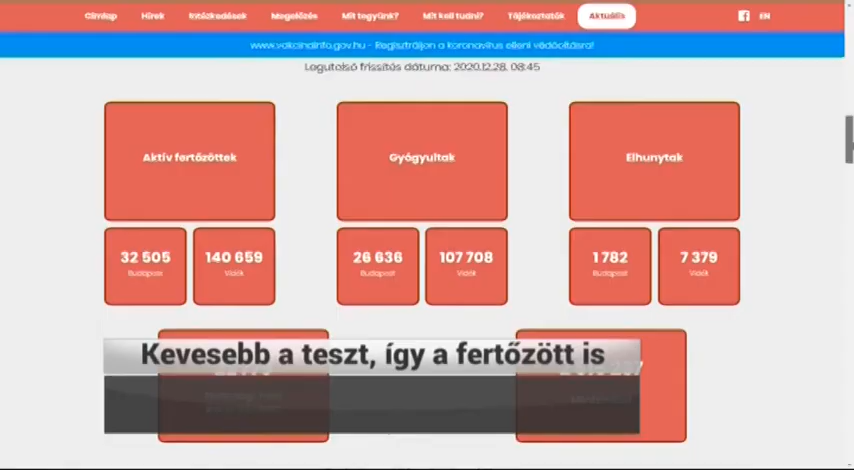 Címlap Hírek Intézkedések Megelőzés Mit tegyünk? Mit kell tudni? Tájékoztatók Aktuális EN
www.vakcinainfo.gov.hu - Regisztráljon a koronavírus elleni védőoltásra!
Legutolsó frissítés dátuma: 2020.12.28. 08:45
Aktív fertőzöttek Gyógyultak Elhunytak
32 505 140 659 26 636 107 708 1 782 7 379
Budapest Vidék Budapest Vidék Budapest Vidék
Kevesebb a teszt, így a fertőzött is